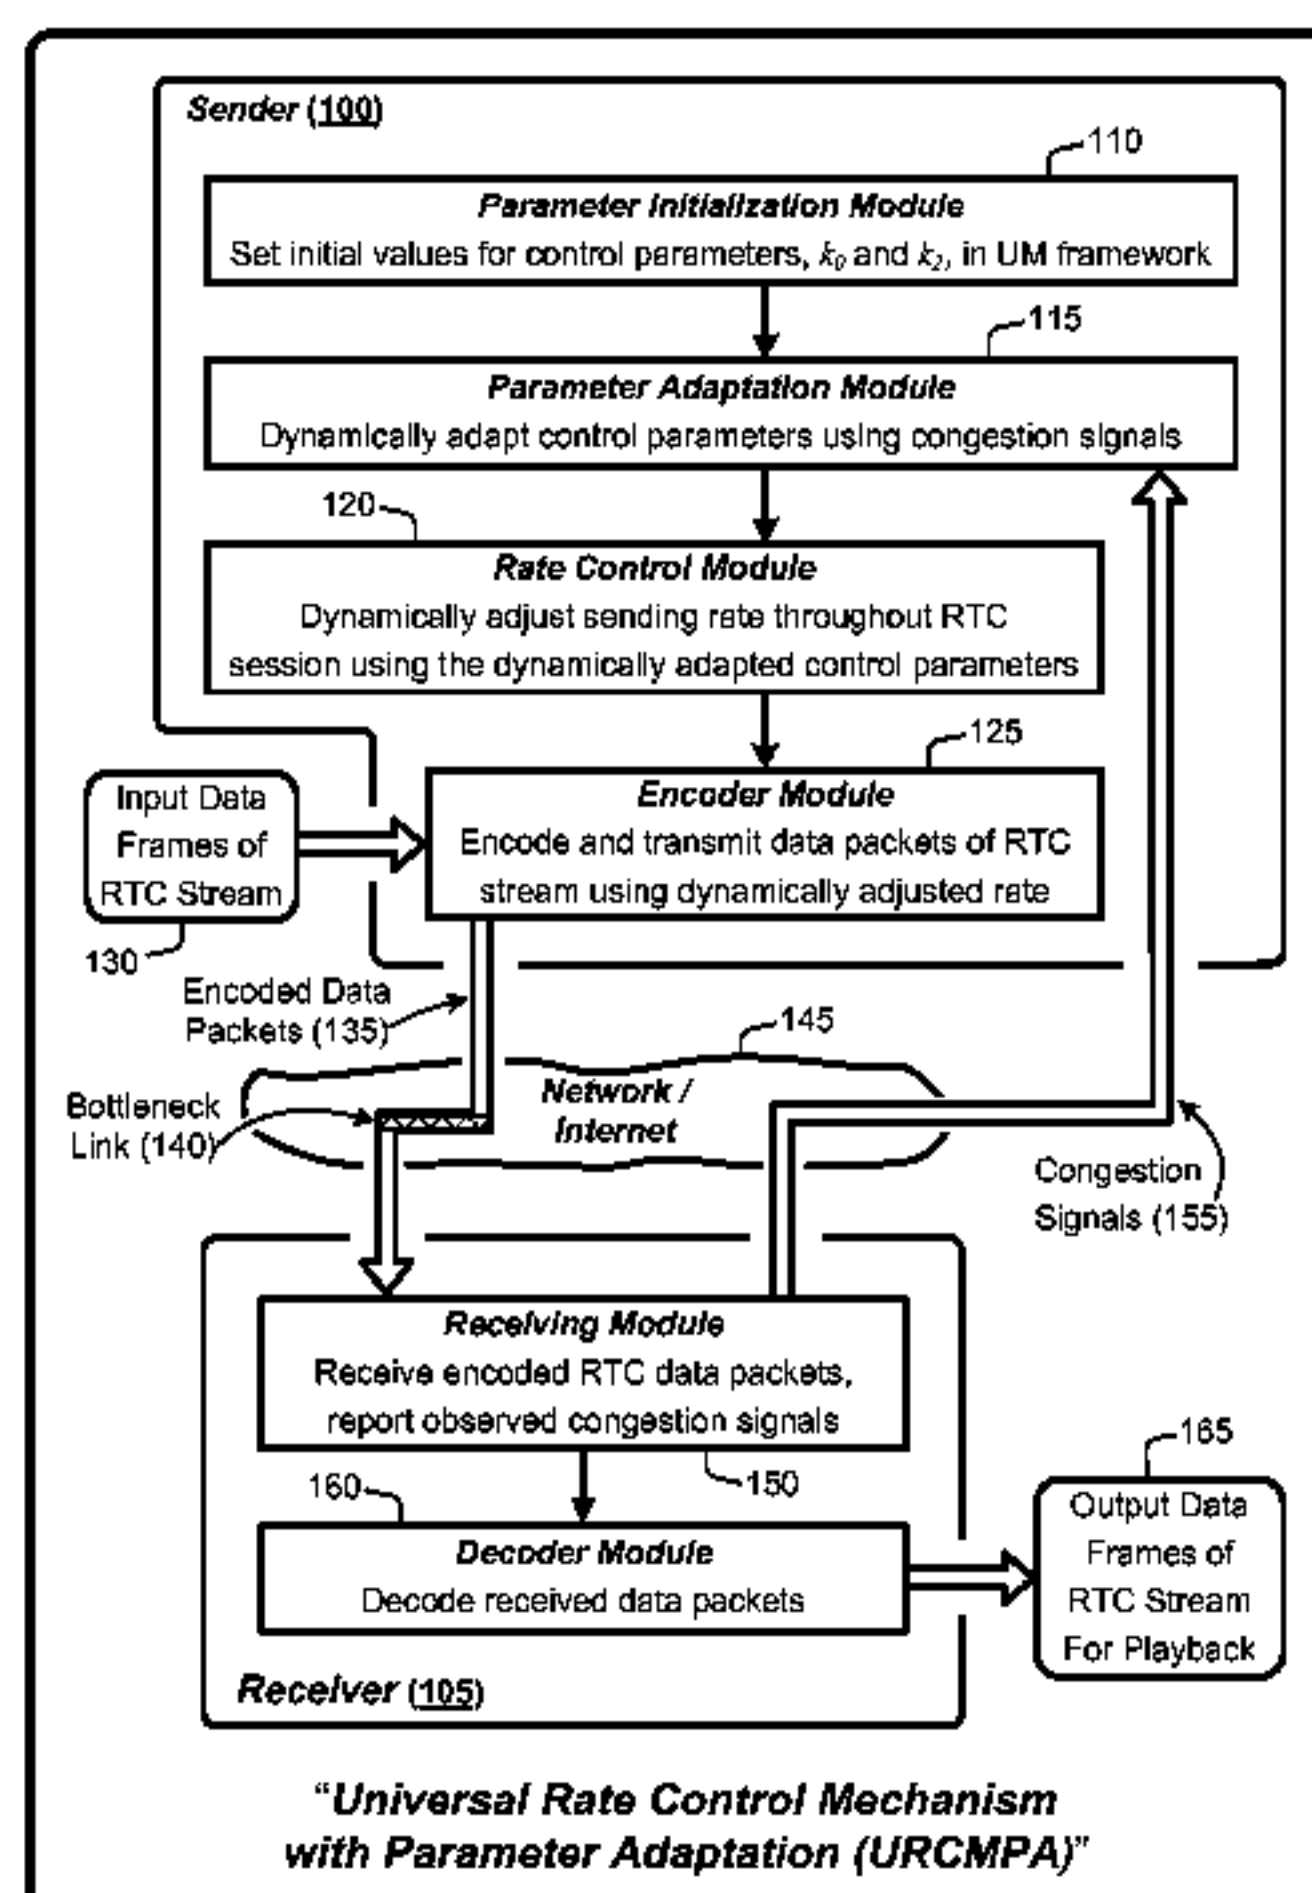 Sender (100)
110
Parameter Initialization Module
Set initial values for control parameters, k0 and k2, in UM framework
115
Parameter Adaptation Module
Dynamically adapt control parameters using congestion signals
120
Rate Control Module
Dynamically adjust sending rate throughout RTC
session using the dynamically adapted control parameters
125
Input Data
Frames of
RTC Stream
130
Encoder Module
Encode and transmit data packets of RTC
stream using dynamically adjusted rate
Encoded Data
Packets (135)
145
Network /
Internet
Bottleneck
Link (140)
Congestion
Signals (155)
Receiving Module
Receive encoded RTC data packets,
report observed congestion signals
150
160
Decoder Module
Decode received data packets
165
Output Data
Frames of
RTC Stream
For Playback
Receiver (105)
“Universal Rate Control Mechanism
with Parameter Adaptation (URCMPA)”